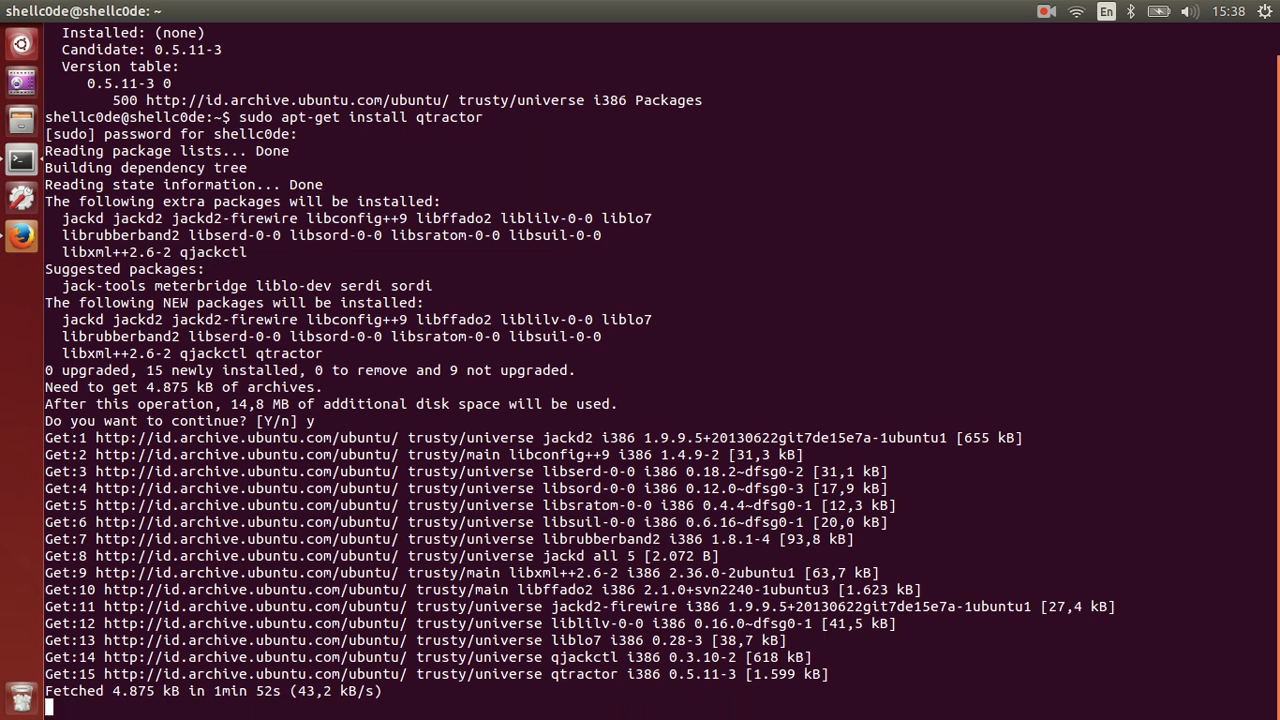 shellc0de@shellc0de: ~
En
15:38
Installed: (none)
Candidate: 0.5.11-3
Version table:
0.5.11-3 0
500 http://id.archive.ubuntu.com/ubuntu/ trusty/universe i386 Packages
shellc0de@shellc0de:~$ sudo apt-get install qtractor
[sudo] password for shellc0de:
Reading package lists... Done
Building dependency tree
Reading state information... Done
The following extra packages will be installed:
jackd jackd2 jackd2-firewire libconfig++9 libffado2 liblilv-0-0 liblo7
librubberband2 libserd-0-0 libsord-0-0 libsratom-0-0 libsuil-0-0
libxml++2.6-2 qjackctl
Suggested packages:
jack-tools meterbridge liblo-dev serdi sordi
The following NEW packages will be installed:
jackd jackd2 jackd2-firewire libconfig++9 libffado2 liblilv-0-0 liblo7
librubberband2 libserd-0-0 libsord-0-0 libsratom-0-0 libsuil-0-0
libxml++2.6-2 qjackctl qtractor
0 upgraded, 15 newly installed, 0 to remove and 9 not upgraded.
Need to get 4.875 kB of archives.
After this operation, 14,8 MB of additional disk space will be used.
Do you want to continue? [Y/n] y
Get:1 http://id.archive.ubuntu.com/ubuntu/ trusty/universe jackd2 i386 1.9.9.5+20130622git7de15e7a-1ubuntu1 [655 kB]
Get:2 http://id.archive.ubuntu.com/ubuntu/ trusty/main libconfig++9 i386 1.4.9-2 [31,3 kB]
Get:3 http://id.archive.ubuntu.com/ubuntu/ trusty/universe libserd-0-0 i386 0.18.2~dfsg0-2 [31,1 kB]
Get:4 http://id.archive.ubuntu.com/ubuntu/ trusty/universe libsord-0-0 i386 0.12.0~dfsg0-3 [17,9 kB]
Get:5 http://id.archive.ubuntu.com/ubuntu/ trusty/universe libsratom-0-0 i386 0.4.4~dfsg0-1 [12,3 kB]
Get:6 http://id.archive.ubuntu.com/ubuntu/ trusty/universe libsuil-0-0 i386 0.6.16~dfsg0-1 [20,0 kB]
Get:7 http://id.archive.ubuntu.com/ubuntu/ trusty/universe librubberband2 i386 1.8.1-4 [93,8 kB]
Get:8 http://id.archive.ubuntu.com/ubuntu/ trusty/universe jackd all 5 [2.072 B]
Get:9 http://id.archive.ubuntu.com/ubuntu/ trusty/main libxml++2.6-2 i386 2.36.0-2ubuntu1 [63,7 kB]
Get:10 http://id.archive.ubuntu.com/ubuntu/ trusty/main libffado2 i386 2.1.0+svn2240-1ubuntu3 [1.623 kB]
Get:11 http://id.archive.ubuntu.com/ubuntu/ trusty/universe jackd2-firewire i386 1.9.9.5+20130622git7de15e7a-1ubuntu1 [27,4 kB]
Get:12 http://id.archive.ubuntu.com/ubuntu/ trusty/universe liblilv-0-0 i386 0.16.0~dfsg0-1 [41,5 kB]
Get:13 http://id.archive.ubuntu.com/ubuntu/ trusty/universe liblo7 i386 0.28-3 [38,7 kB]
Get:14 http://id.archive.ubuntu.com/ubuntu/ trusty/universe qjackctl i386 0.3.10-2 [618 kB]
Get:15 http://id.archive.ubuntu.com/ubuntu/ trusty/universe qtractor i386 0.5.11-3 [1.599 kB]
Fetched 4.875 kB in 1min 52s (43,2 kB/s)